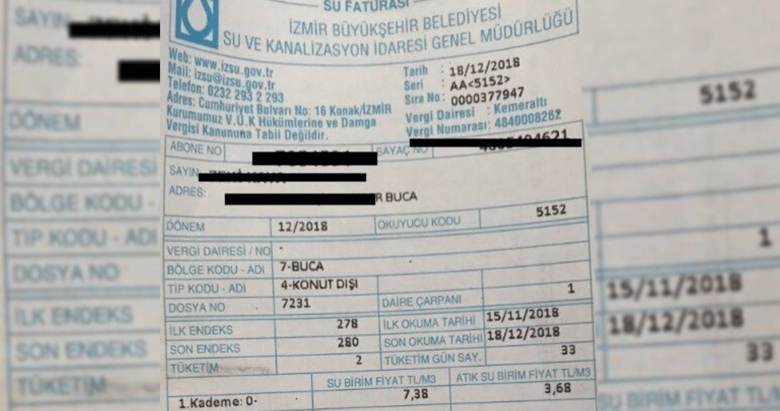 SU FATURASI
İZMİR BÜYÜKŞEHİR BELEDİYESİ
SU VE KANALİZASYON İDARESİ GENEL MÜDÜRLÜĞÜ
Web: www.izsu.gov.tr
Mail: izsu@izsu.gov.tr
Telefon: 0232 293 2 293
Adres: Cumhuriyet Bulvarı No: 16 Konak/İZMİR
Kurumumuz V.U.K Hükümlerine ve Damga
Vergisi Kanununa Tabii Değildir.
Tarih : 18/12/2018
Seri : AA<5152>
Sıra No : 0000377947
Vergi Dairesi : Kemeraltı
Vergi Numarası: 4840008262
ABONE NO SAYAÇ NO
SAYIN
ADRES: R BUCA
DÖNEM 12/2018 OKUYUCU KODU 5152
VERGİ DAİRESİ / NO -
BÖLGE KODU - ADI 7-BUCA
TİP KODU - ADI 4-KONUT DIŞI
DOSYA NO 7231 DAİRE ÇARPANI 1
İLK ENDEKS 278 İLK OKUMA TARİHİ 15/11/2018
SON ENDEKS 280 SON OKUMA TARİHİ 18/12/2018
TÜKETİM 2 TÜKETİM GÜN SAY. 33
SU BİRİM FİYAT TL/M3 ATIK SU BİRİM FİYAT TL/M3
1.Kademe: 0- 7,38 3,68
SAYIN
ADRES:
DÖNEM
VERGİ DAİRESİ
BÖLGE KODU -
TİP KODU - ADI
DOSYA NO
İLK ENDEKS
SON ENDEKS
TÜKETİM
5152
1
15/11/2018
18/12/2018
33
SU BİRİM FİYAT TL/